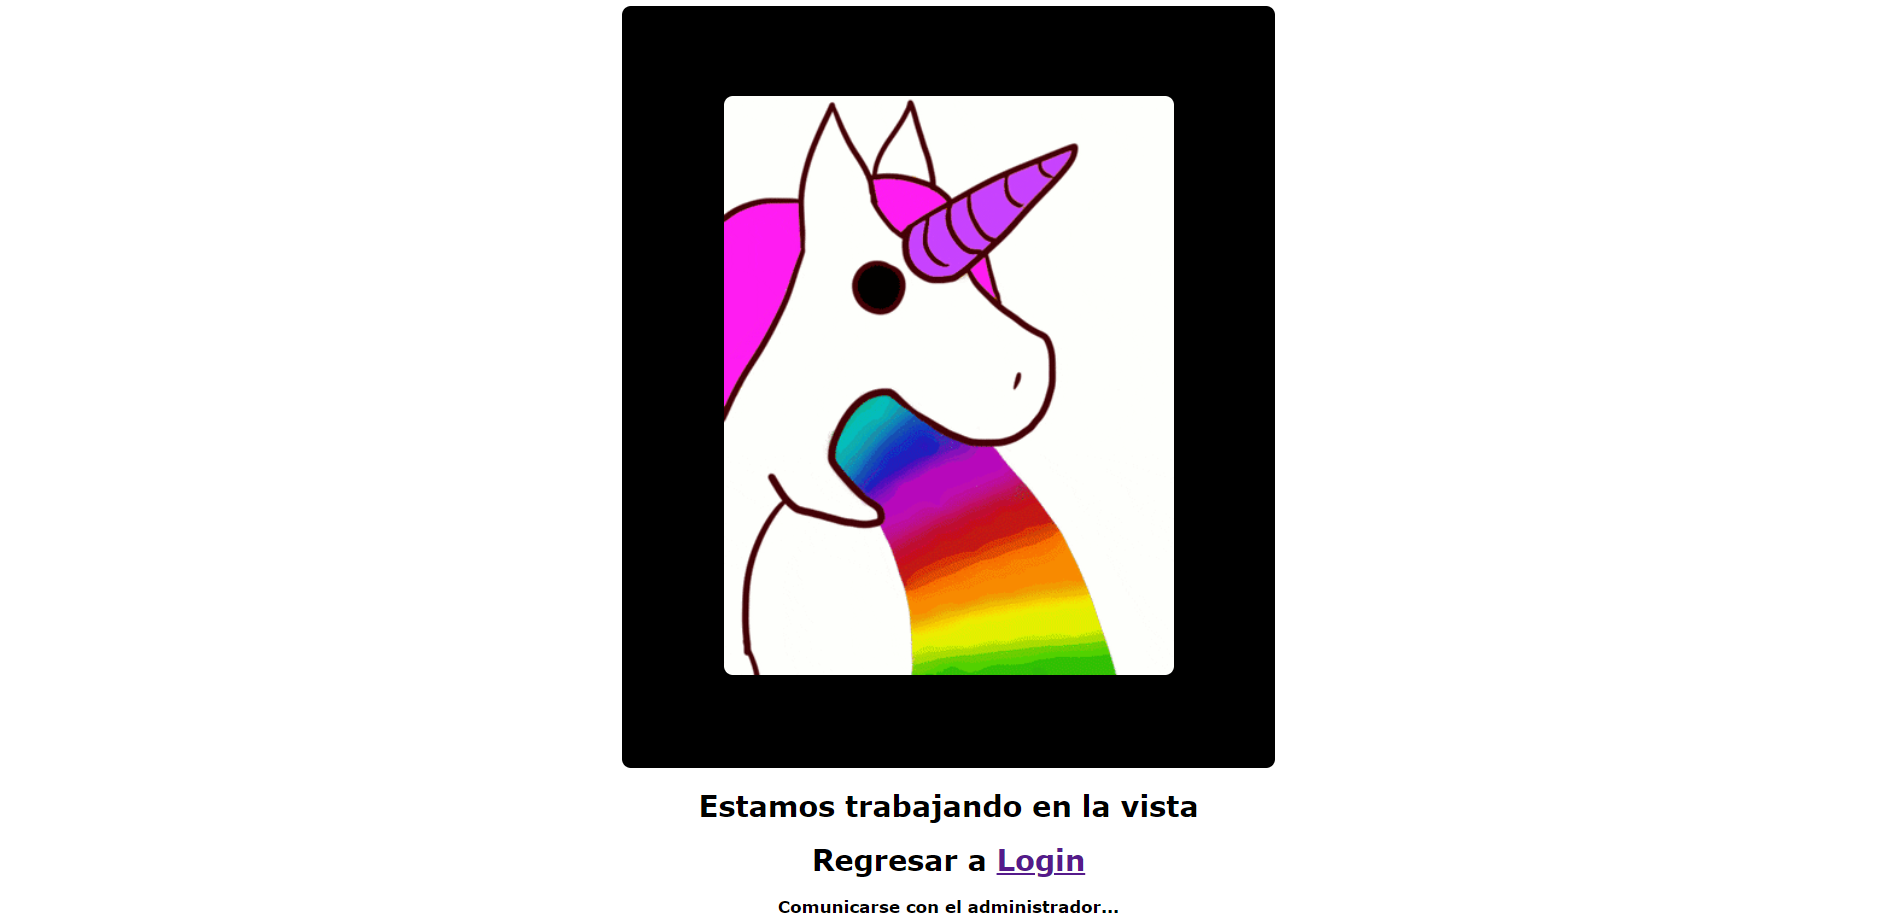 Estamos trabajando en la vista
Regresar a Login
Comunicarse con el administrador...